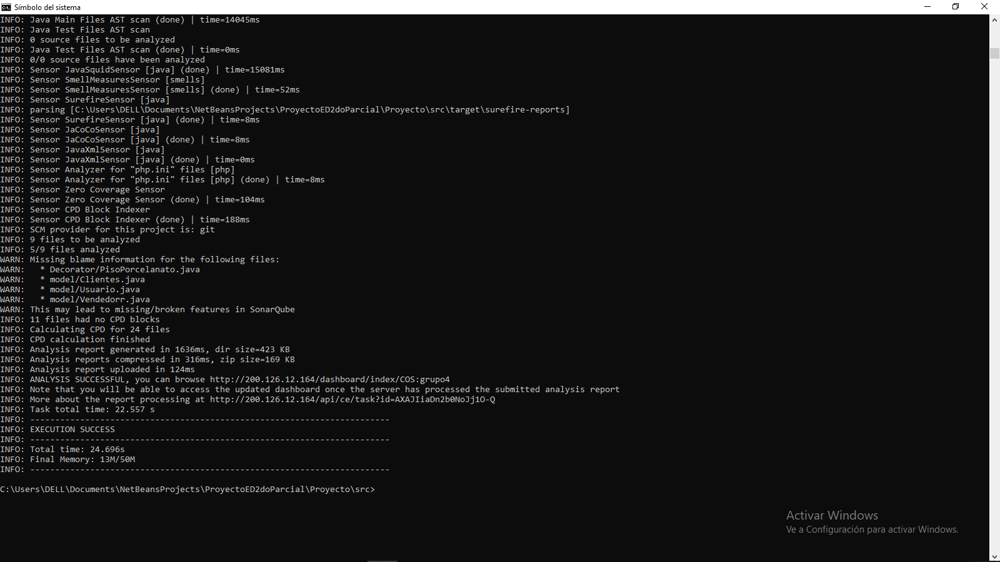 Símbolo del sistema
INFO: Java Main Files AST scan (done) | time=14045ms
INFO: Java Test Files AST scan
INFO: 0 source files to be analyzed
INFO: Java Test Files AST scan (done) | time=0ms
INFO: 0/0 source files have been analyzed
INFO: Sensor JavaSquidSensor [java] (done) | time=15081ms
INFO: Sensor SmellMeasuresSensor [smells]
INFO: Sensor SmellMeasuresSensor [smells] (done) | time=52ms
INFO: Sensor SurefireSensor [java]
INFO: parsing [C:\Users\DELL\Documents\NetBeansProjects\ProyectoED2doParcial\Proyecto\src\target\surefire-reports]
INFO: Sensor SurefireSensor [java] (done) | time=8ms
INFO: Sensor JaCoCoSensor [java]
INFO: Sensor JaCoCoSensor [java] (done) | time=8ms
INFO: Sensor JavaXmlSensor [java]
INFO: Sensor JavaXmlSensor [java] (done) | time=0ms
INFO: Sensor Analyzer for "php.ini" files [php]
INFO: Sensor Analyzer for "php.ini" files [php] (done) | time=8ms
INFO: Sensor Zero Coverage Sensor
INFO: Sensor Zero Coverage Sensor (done) | time=104ms
INFO: Sensor CPD Block Indexer
INFO: Sensor CPD Block Indexer (done) | time=188ms
INFO: SCM provider for this project is: git
INFO: 9 files to be analyzed
INFO: 5/9 files analyzed
WARN: Missing blame information for the following files:
WARN:   * Decorator/PisoPorcelanato.java
WARN:   * model/Clientes.java
WARN:   * model/Usuario.java
WARN:   * model/Vendedorr.java
WARN: This may lead to missing/broken features in SonarQube
INFO: 11 files had no CPD blocks
INFO: Calculating CPD for 24 files
INFO: CPD calculation finished
INFO: Analysis report generated in 1636ms, dir size=423 KB
INFO: Analysis reports compressed in 316ms, zip size=169 KB
INFO: Analysis report uploaded in 124ms
INFO: ANALYSIS SUCCESSFUL, you can browse http://200.126.12.164/dashboard/index/COS:grupo4
INFO: Note that you will be able to access the updated dashboard once the server has processed the submitted analysis report
INFO: More about the report processing at http://200.126.12.164/api/ce/task?id=AXAJIiaDn2b0NoJj1O-Q
INFO: Task total time: 22.557 s
INFO: ------------------------------------------------------------------------
INFO: EXECUTION SUCCESS
INFO: ------------------------------------------------------------------------
INFO: Total time: 24.696s
INFO: Final Memory: 13M/50M
INFO: ------------------------------------------------------------------------
C:\Users\DELL\Documents\NetBeansProjects\ProyectoED2doParcial\Proyecto\src>
Activar Windows
Ve a Configuración para activar Windows.